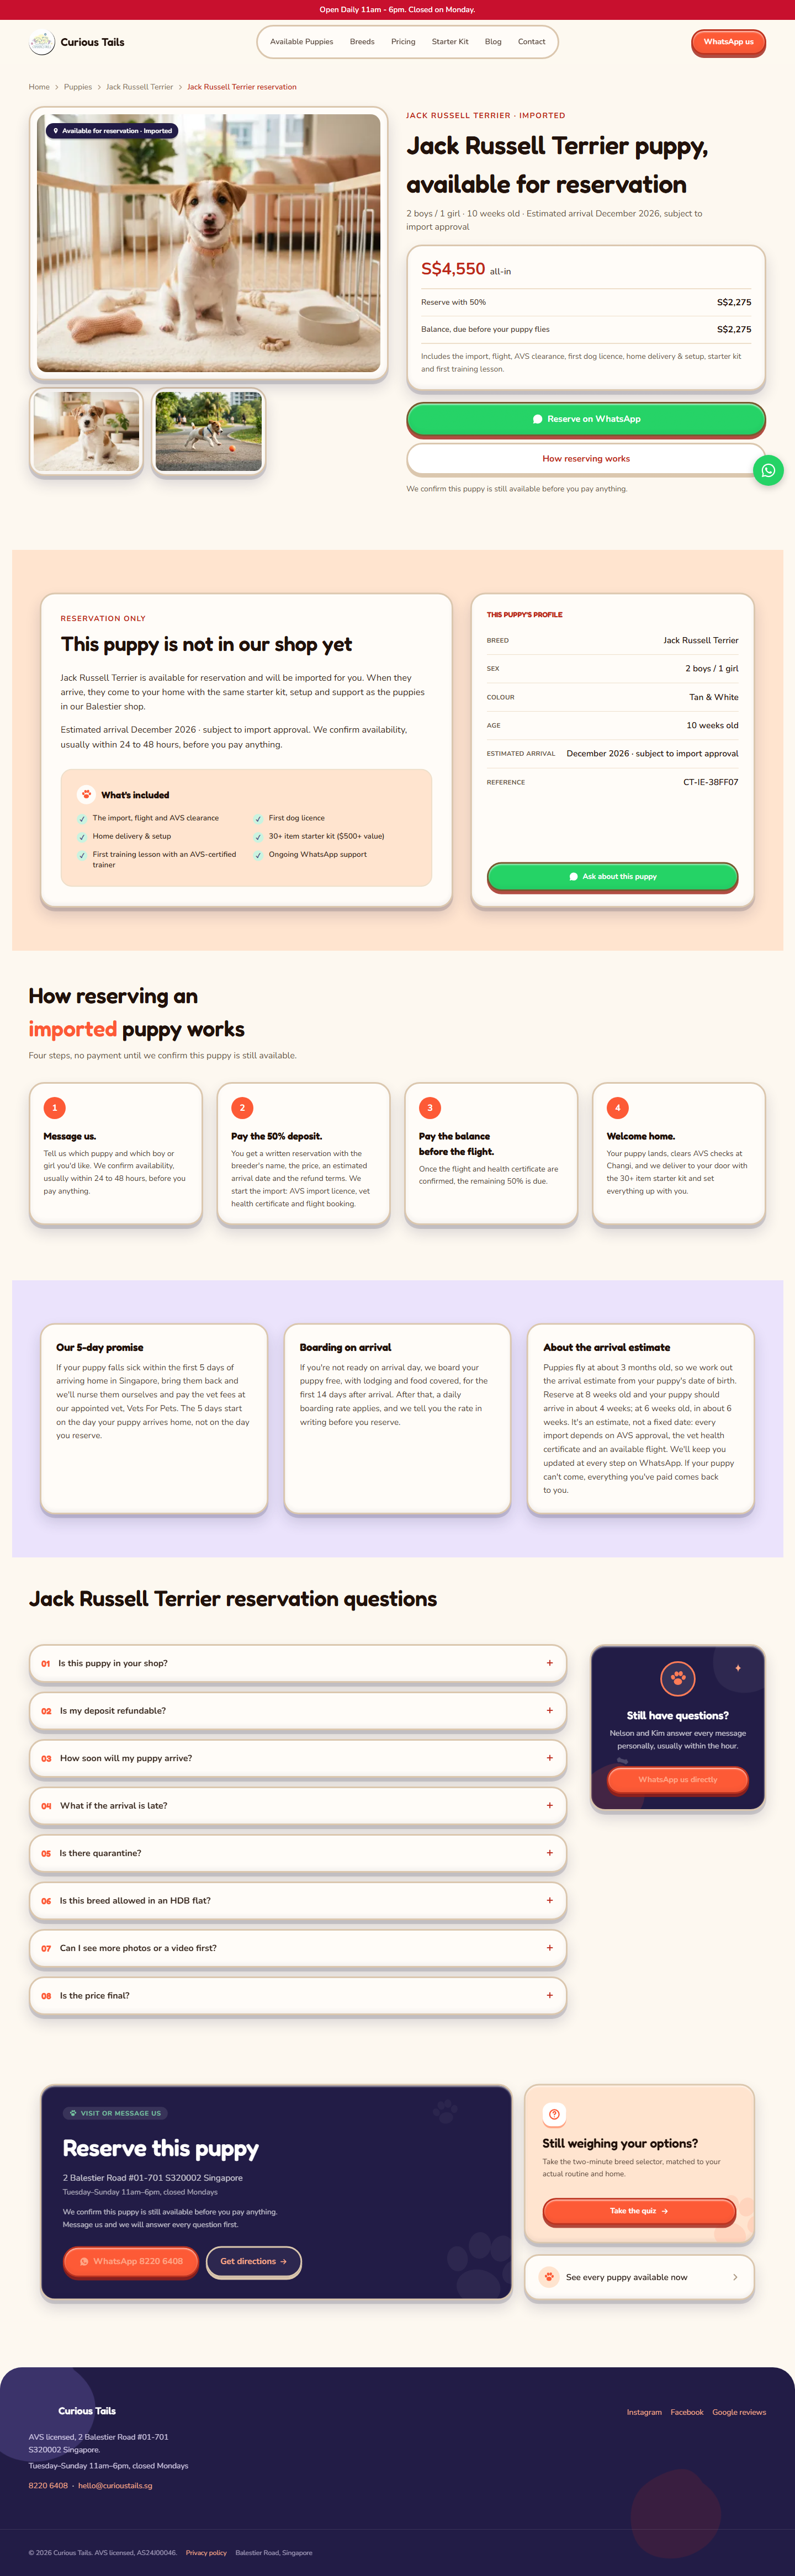 Open Daily 11am - 6pm. Closed on Monday.
Curious Tails
Available Puppies
Breeds
Pricing
Starter Kit
Blog
Contact
WhatsApp us
Home > Puppies > Jack Russell Terrier > Jack Russell Terrier reservation
Available for reservation · Imported
JACK RUSSELL TERRIER · IMPORTED
Jack Russell Terrier puppy,
available for reservation
2 boys / 1 girl · 10 weeks old · Estimated arrival December 2026, subject to
import approval
S$4,550 all-in
Reserve with 50% S$2,275
Balance, due before your puppy flies S$2,275
Includes the import, flight, AVS clearance, first dog licence, home delivery & setup, starter kit
and first training lesson.
Reserve on WhatsApp
How reserving works
We confirm this puppy is still available before you pay anything.
RESERVATION ONLY
This puppy is not in our shop yet
Jack Russell Terrier is available for reservation and will be imported for you. When they
arrive, they come to your home with the same starter kit, setup and support as the puppies
in our Balestier shop.
Estimated arrival December 2026 · subject to import approval. We confirm availability,
usually within 24 to 48 hours, before you pay anything.
What's included
The import, flight and AVS clearance
First dog licence
Home delivery & setup
30+ item starter kit ($500+ value)
First training lesson with an AVS-certified
trainer
Ongoing WhatsApp support
THIS PUPPY'S PROFILE
BREED Jack Russell Terrier
SEX 2 boys / 1 girl
COLOUR Tan & White
AGE 10 weeks old
ESTIMATED ARRIVAL December 2026 · subject to import approval
REFERENCE CT-IE-38FF07
Ask about this puppy
How reserving an
imported puppy works
Four steps, no payment until we confirm this puppy is still available.
1
Message us.
Tell us which puppy and which boy or
girl you'd like. We confirm availability,
usually within 24 to 48 hours, before you
pay anything.
2
Pay the 50% deposit.
You get a written reservation with the
breeder's name, the price, an estimated
arrival date and the refund terms. We
start the import: AVS import licence, vet
health certificate and flight booking.
3
Pay the balance
before the flight.
Once the flight and health certificate are
confirmed, the remaining 50% is due.
4
Welcome home.
Your puppy lands, clears AVS checks at
Changi, and we deliver to your door with
the 30+ item starter kit and set
everything up with you.
Our 5-day promise
If your puppy falls sick within the first 5 days of
arriving home in Singapore, bring them back and
we'll nurse them ourselves and pay the vet fees at
our appointed vet, Vets For Pets. The 5 days start
on the day your puppy arrives home, not on the day
you reserve.
Boarding on arrival
If you're not ready on arrival day, we board your
puppy free, with lodging and food covered, for the
first 14 days after arrival. After that, a daily
boarding rate applies, and we tell you the rate in
writing before you reserve.
About the arrival estimate
Puppies fly at about 3 months old, so we work out
the arrival estimate from your puppy's date of birth.
Reserve at 8 weeks old and your puppy should
arrive in about 4 weeks; at 6 weeks old, in about 6
weeks. It's an estimate, not a fixed date: every
import depends on AVS approval, the vet health
certificate and an available flight. We'll keep you
updated at every step on WhatsApp. If your puppy
can't come, everything you've paid comes back
to you.
Jack Russell Terrier reservation questions
01 Is this puppy in your shop? +
02 Is my deposit refundable? +
03 How soon will my puppy arrive? +
04 What if the arrival is late? +
05 Is there quarantine? +
06 Is this breed allowed in an HDB flat? +
07 Can I see more photos or a video first? +
08 Is the price final? +
Still have questions?
Nelson and Kim answer every message
personally, usually within the hour.
WhatsApp us directly
VISIT OR MESSAGE US
Reserve this puppy
2 Balestier Road #01-701 S320002 Singapore
Tuesday–Sunday 11am–6pm, closed Mondays
We confirm this puppy is still available before you pay anything.
Message us and we will answer every question first.
WhatsApp 8220 6408
Get directions →
Still weighing your options?
Take the two-minute breed selector, matched to your
actual routine and home.
Take the quiz →
See every puppy available now
Curious Tails
AVS licensed, 2 Balestier Road #01-701
S320002 Singapore.
Tuesday–Sunday 11am–6pm, closed Mondays
8220 6408 · hello@curioustails.sg
Instagram
Facebook
Google reviews
© 2026 Curious Tails. AVS licensed, AS24J00046.
Privacy policy
Balestier Road, Singapore